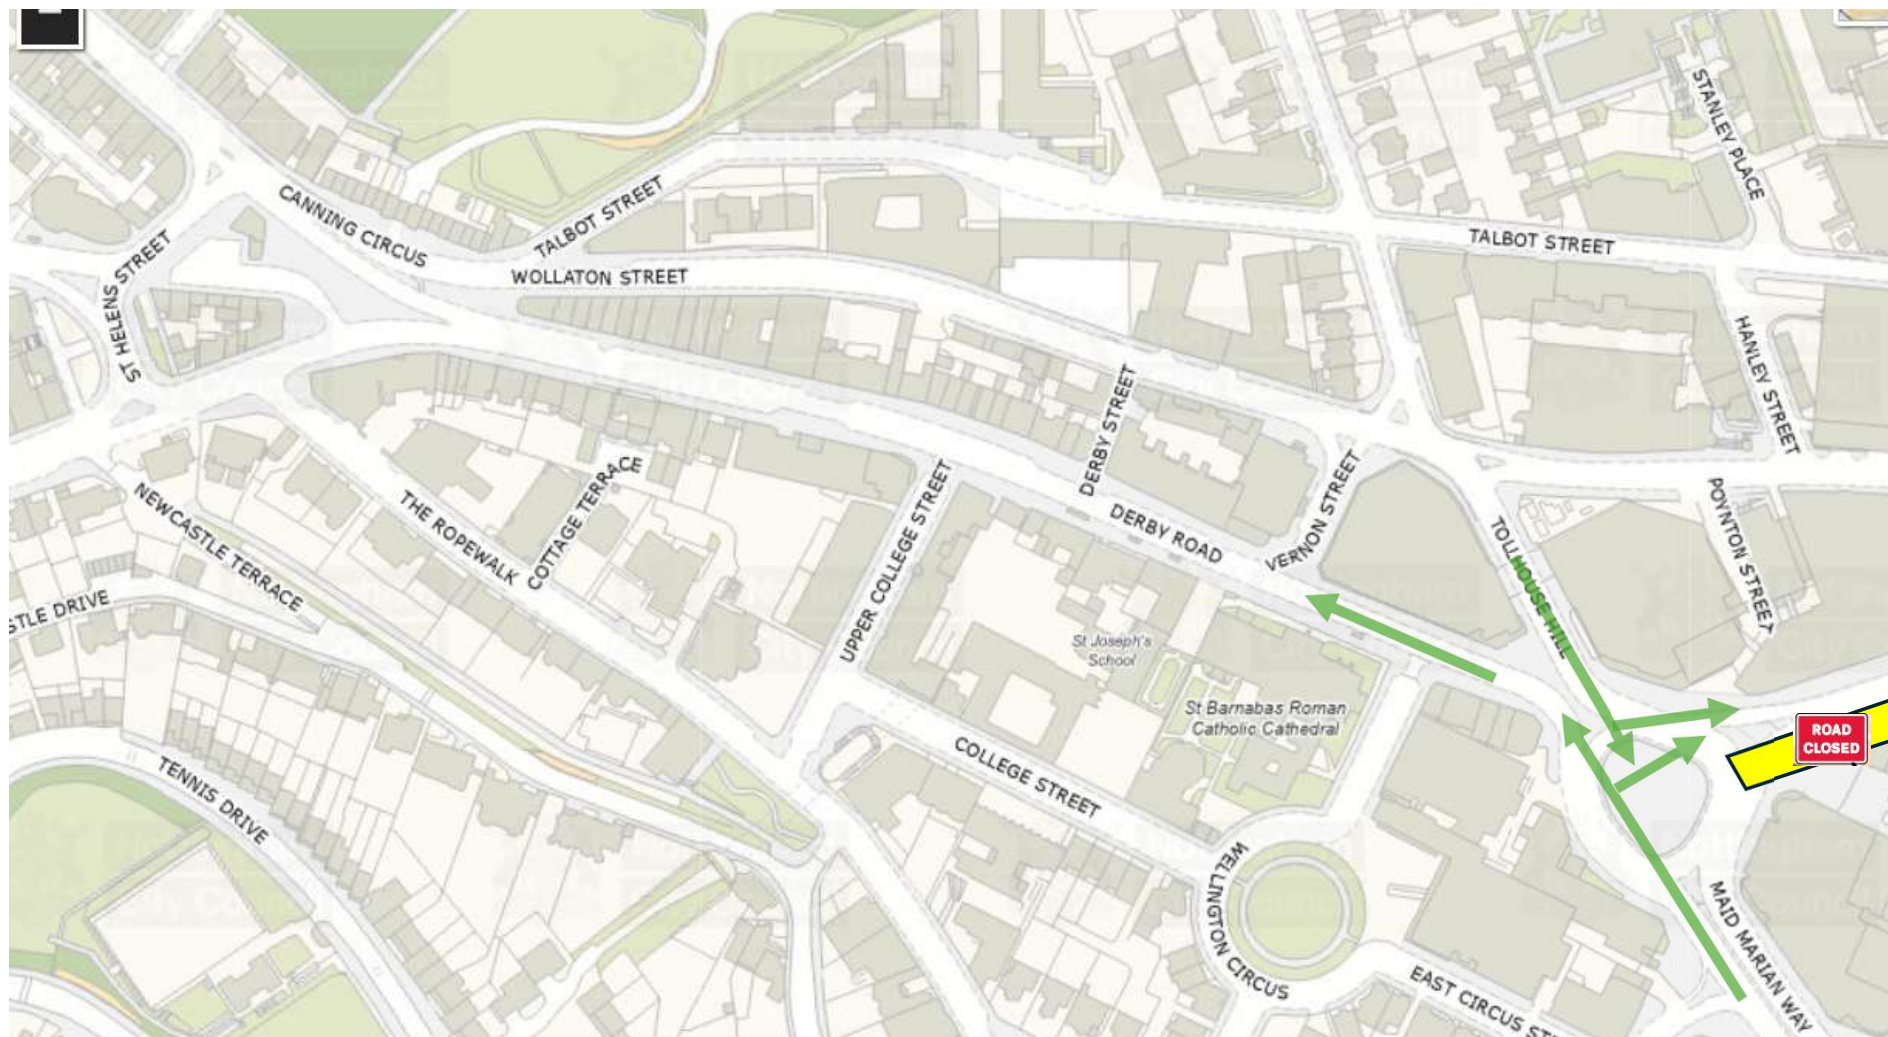 STANLEY PLACE
CANNING CIRCUS
TALBOT STREET
TALBOT STREET
WOLLATON STREET
ST HELENS STREET
HANLEY STREET
DERBY STREET
NEWCASTLE TERRACE
THE ROPEWALK
COTTAGE TERRACE
UPPER COLLEGE STREET
DERBY ROAD
VERNON STREET
TOLLHOUSE HILL
POYNTON STREET
STLE DRIVE
St Joseph's
School
St Barnabas Roman
Catholic Cathedral
ROAD
CLOSED
TENNIS DRIVE
COLLEGE STREET
WELLINGTON CIRCUS
MAID MARIAN WAY
EAST CIRCUS ST